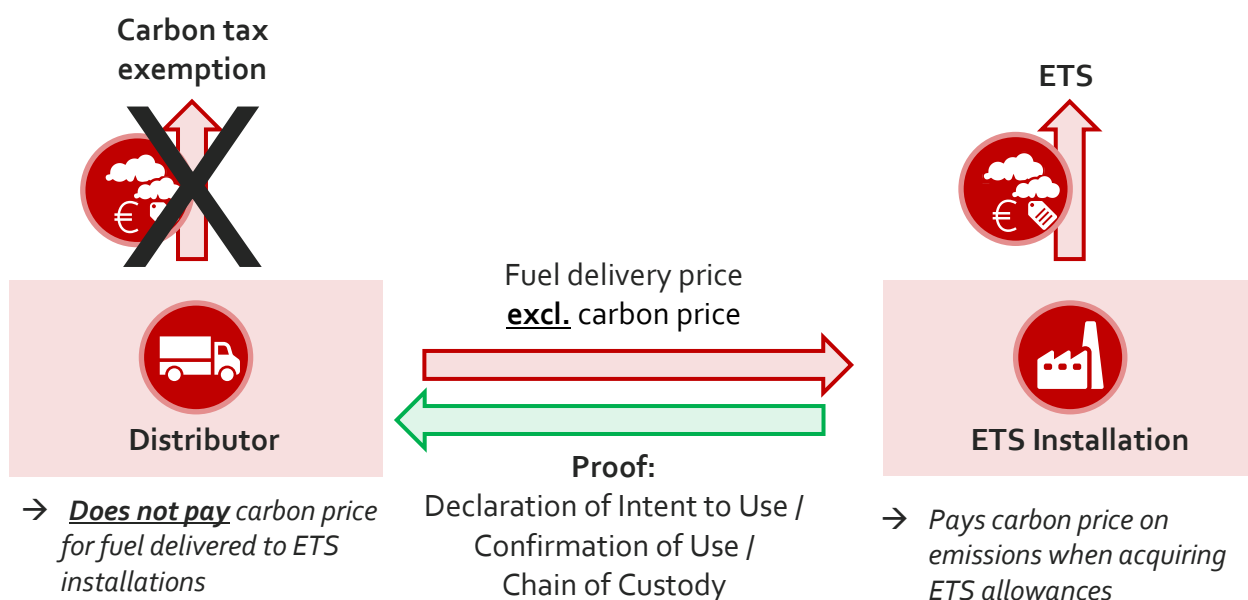 Carbon tax
exemption
ETS
€
€
Fuel delivery price
excl. carbon price
Distributor
ETS Installation
Proof:
Declaration of Intent to Use /
Confirmation of Use /
Chain of Custody
→ Does not pay carbon price
for fuel delivered to ETS
installations
→ Pays carbon price on
emissions when acquiring
ETS allowances